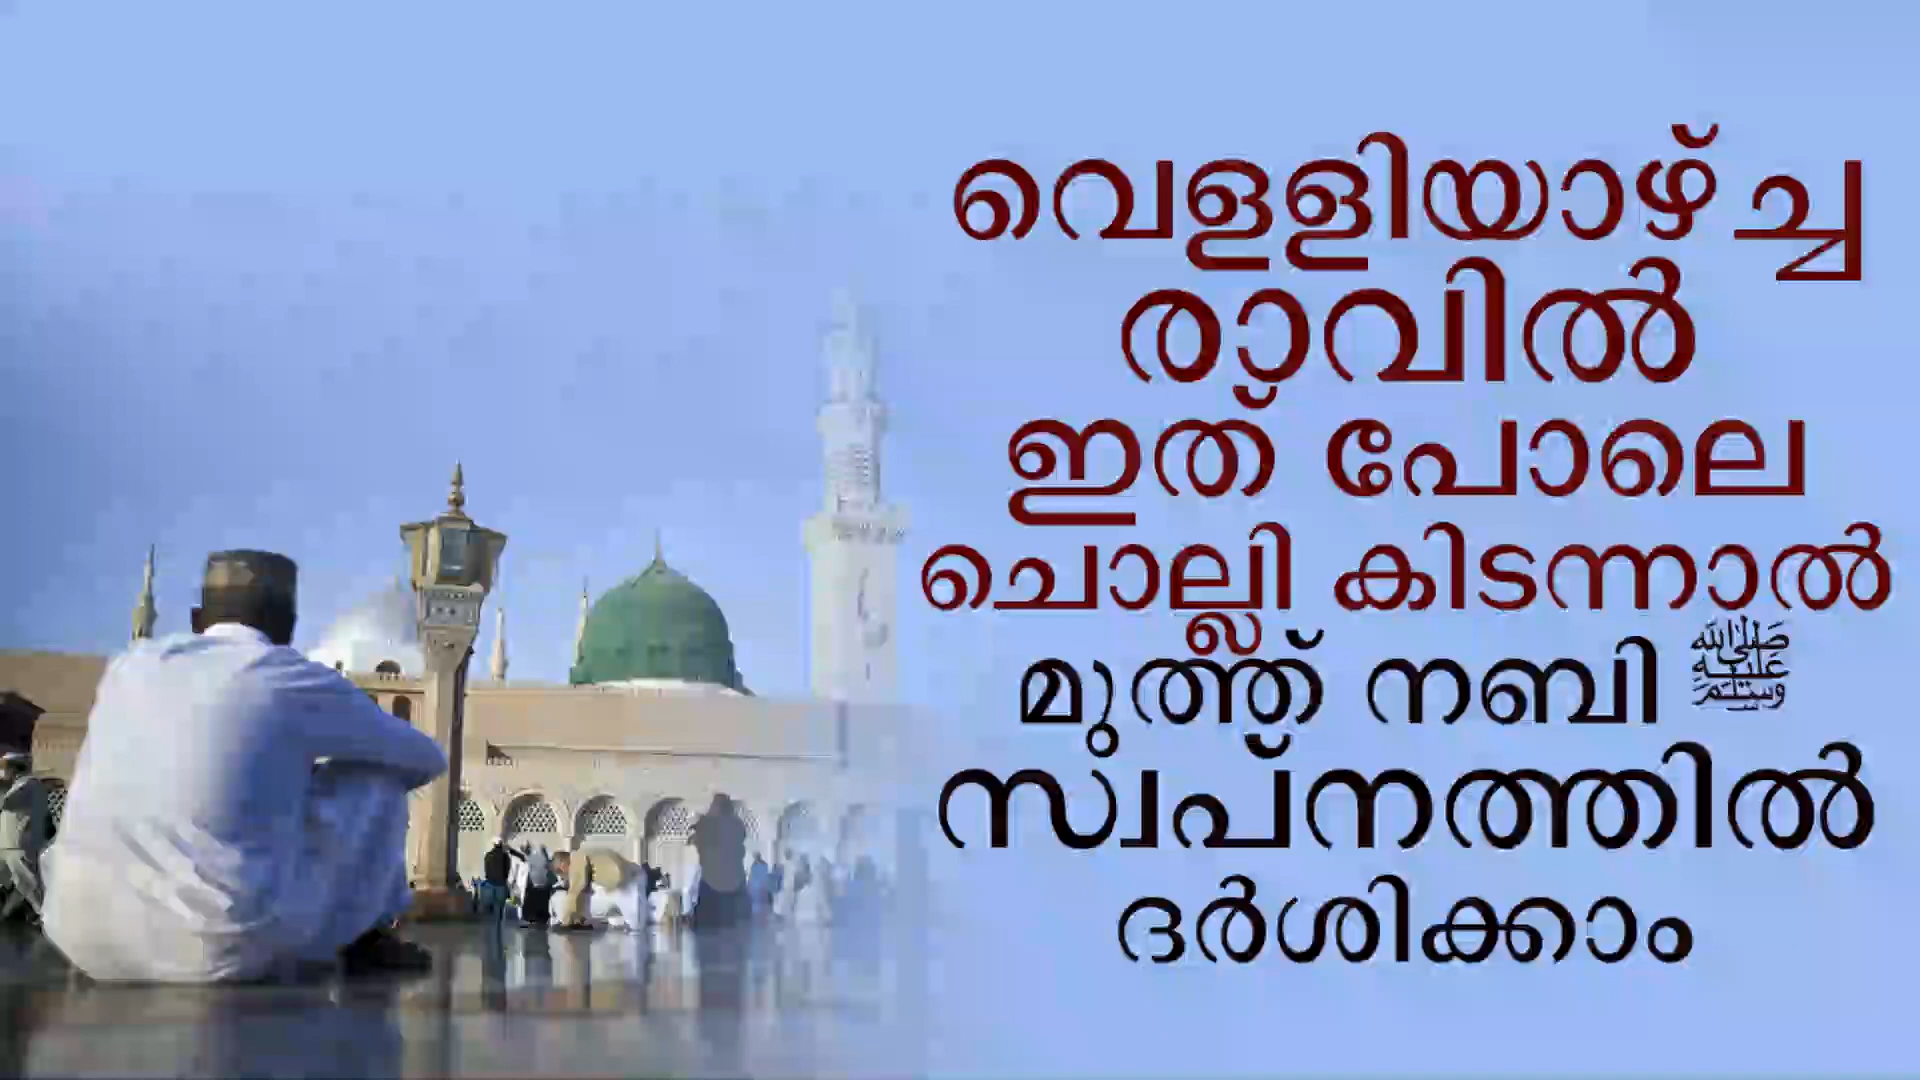 വെള്ളിയാഴ്ച്ച
രാവിൽ
ഇത് പോലെ
ചൊല്ലി കിടന്നാൽ
മുത്ത് നബി ﷺ
സ്വപ്നത്തിൽ
ദർശിക്കാം